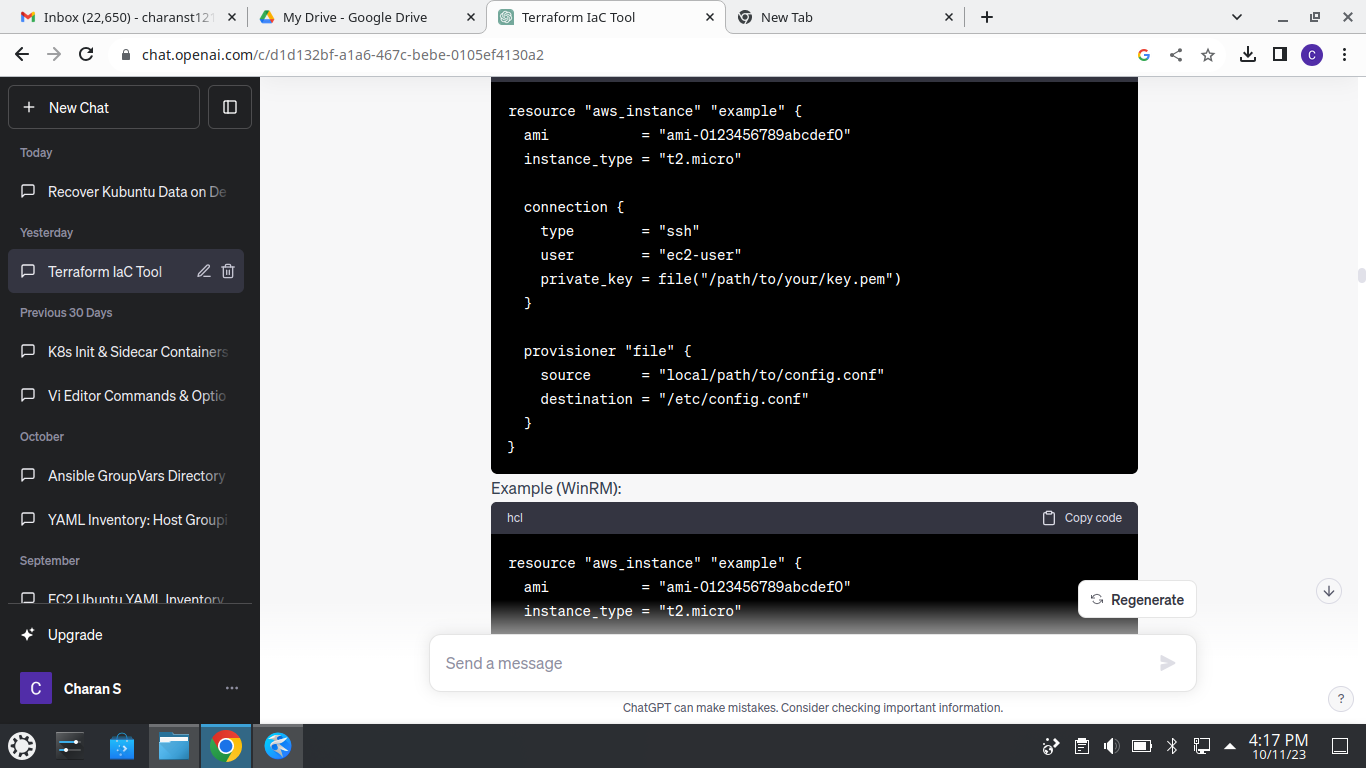 Inbox (22,650) - charanst121
My Drive - Google Drive
Terraform IaC Tool
New Tab
chat.openai.com/c/d1d132bf-a1a6-467c-bebe-0105ef4130a2
C
New Chat
Today
Recover Kubuntu Data on De
Yesterday
Terraform IaC Tool
Previous 30 Days
K8s Init & Sidecar Containers
Vi Editor Commands & Optio
October
Ansible GroupVars Directory
YAML Inventory: Host Groupi
September
EC2 Ubuntu YAML Inventory
Upgrade
C Charan S
resource "aws_instance" "example" {
  ami           = "ami-0123456789abcdef0"
  instance_type = "t2.micro"

  connection {
    type        = "ssh"
    user        = "ec2-user"
    private_key = file("/path/to/your/key.pem")
  }

  provisioner "file" {
    source      = "local/path/to/config.conf"
    destination = "/etc/config.conf"
  }
}
Example (WinRM):
hcl
Copy code
resource "aws_instance" "example" {
  ami           = "ami-0123456789abcdef0"
  instance_type = "t2.micro"
Regenerate
Send a message
ChatGPT can make mistakes. Consider checking important information.
?
4:17 PM
10/11/23